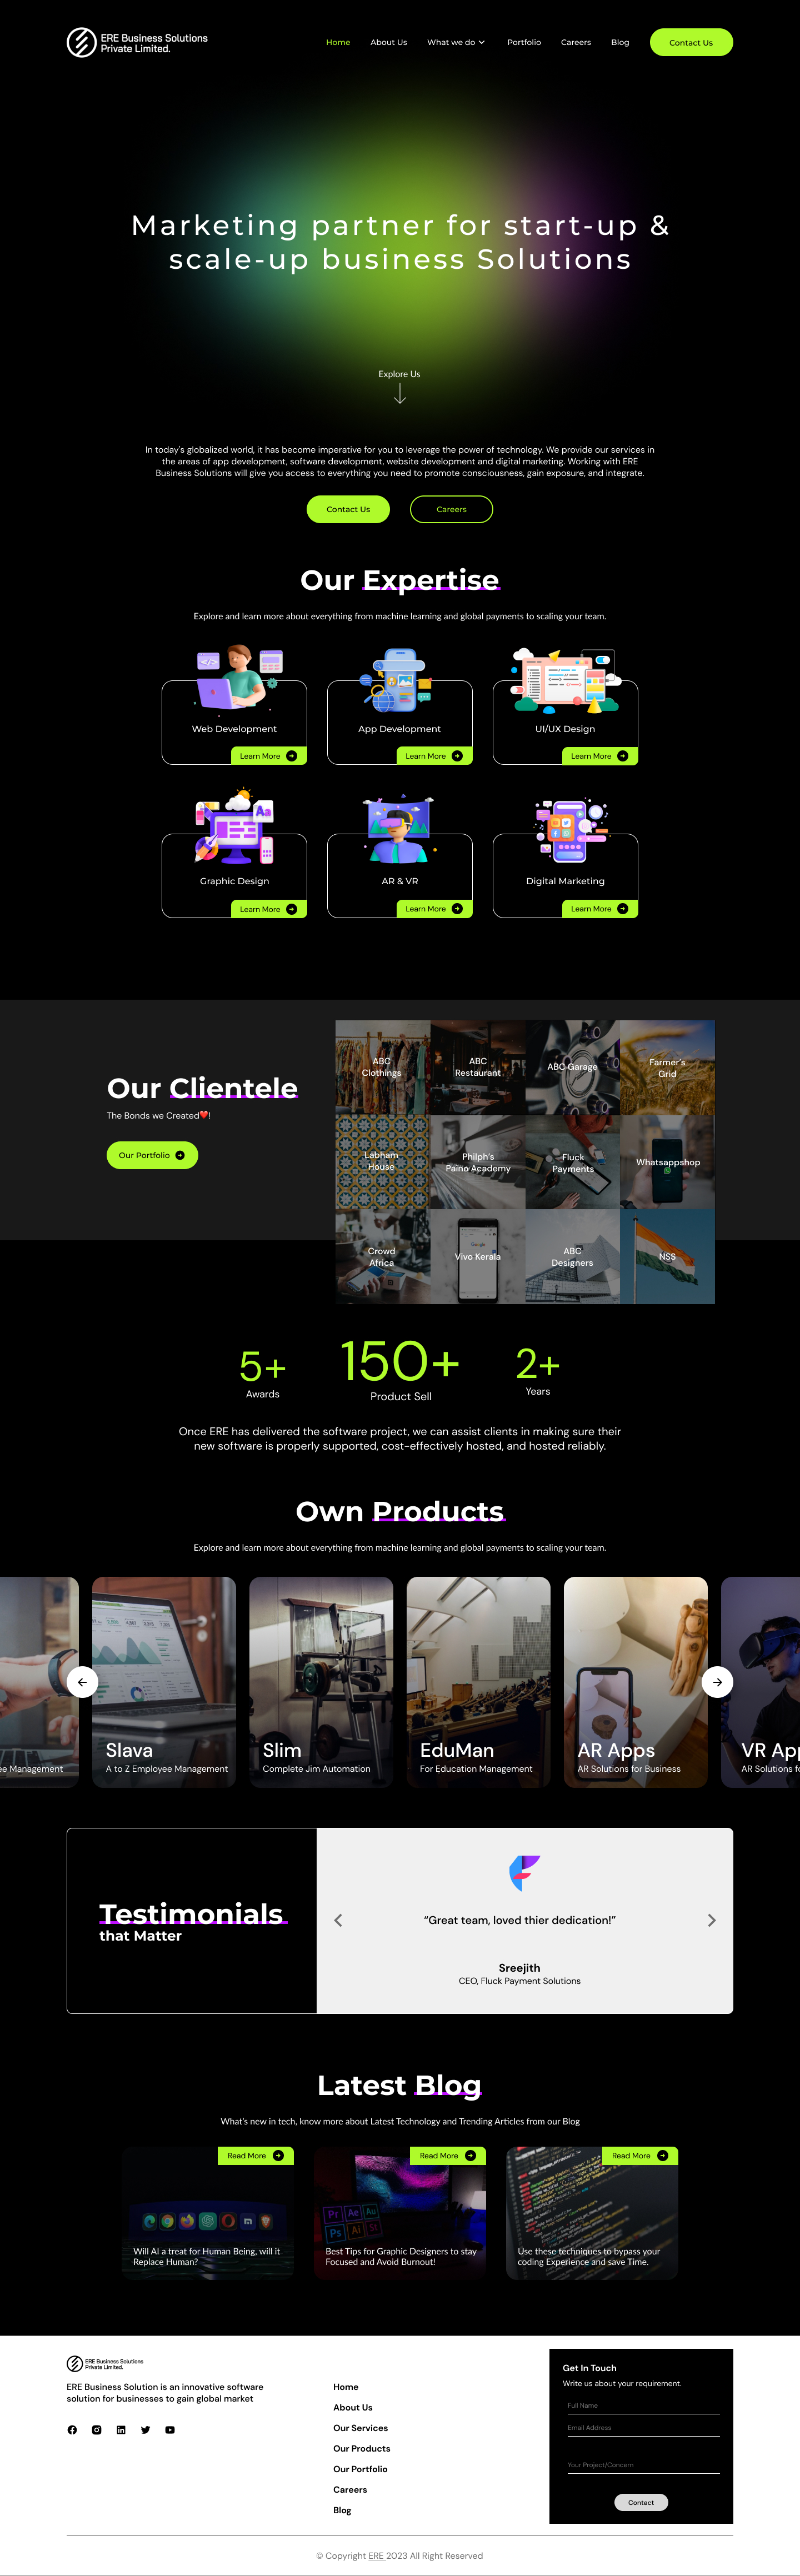 ERE Business Solutions
Private Limited.
Home
About Us
What we do
Portfolio
Careers
Blog
Contact Us
Marketing partner for start-up &
scale-up business Solutions
Explore Us
In today's globalized world, it has become imperative for you to leverage the power of technology. We provide our services in
the areas of app development, software development, website development and digital marketing. Working with ERE
Business Solutions will give you access to everything you need to promote consciousness, gain exposure, and integrate.
Contact Us
Careers
Our Expertise
Explore and learn more about everything from machine learning and global payments to scaling your team.
Web Development
Learn More
App Development
Learn More
UI/UX Design
Learn More
Aa
Graphic Design
Learn More
AR & VR
Learn More
Digital Marketing
Learn More
Our Clientele
The Bonds we Created❤️!
Our Portfolio
ABC
Clothings
ABC
Restaurant
ABC Garage
Farmer's
Grid
Labham
House
Philph's
Paino Academy
Fluck
Payments
Whatsappshop
Crowd
Africa
Google
Vivo Kerala
ABC
Designers
NSS
5+
Awards
150+
Product Sell
2+
Years
Once ERE has delivered the software project, we can assist clients in making sure their
new software is properly supported, cost-effectively hosted, and hosted reliably.
Own Products
Explore and learn more about everything from machine learning and global payments to scaling your team.
ee Management
Slava
A to Z Employee Management
Slim
Complete Jim Automation
EduMan
For Education Management
AR Apps
AR Solutions for Business
VR App
AR Solutions fo
Testimonials
that Matter
“Great team, loved thier dedication!”
Sreejith
CEO, Fluck Payment Solutions
Latest Blog
What's new in tech, know more about Latest Technology and Trending Articles from our Blog
Read More
Will AI a treat for Human Being, will it
Replace Human?
Read More
Pr Ae Au
Ps Ai St
Best Tips for Graphic Designers to stay
Focused and Avoid Burnout!
Read More
Use these techniques to bypass your
coding Experience and save Time.
ERE Business Solutions
Private Limited.
ERE Business Solution is an innovative software
solution for businesses to gain global market
Home
About Us
Our Services
Our Products
Our Portfolio
Careers
Blog
Get In Touch
Write us about your requirement.
Full Name
Email Address
Your Project/Concern
Contact
© Copyright ERE 2023 All Right Reserved